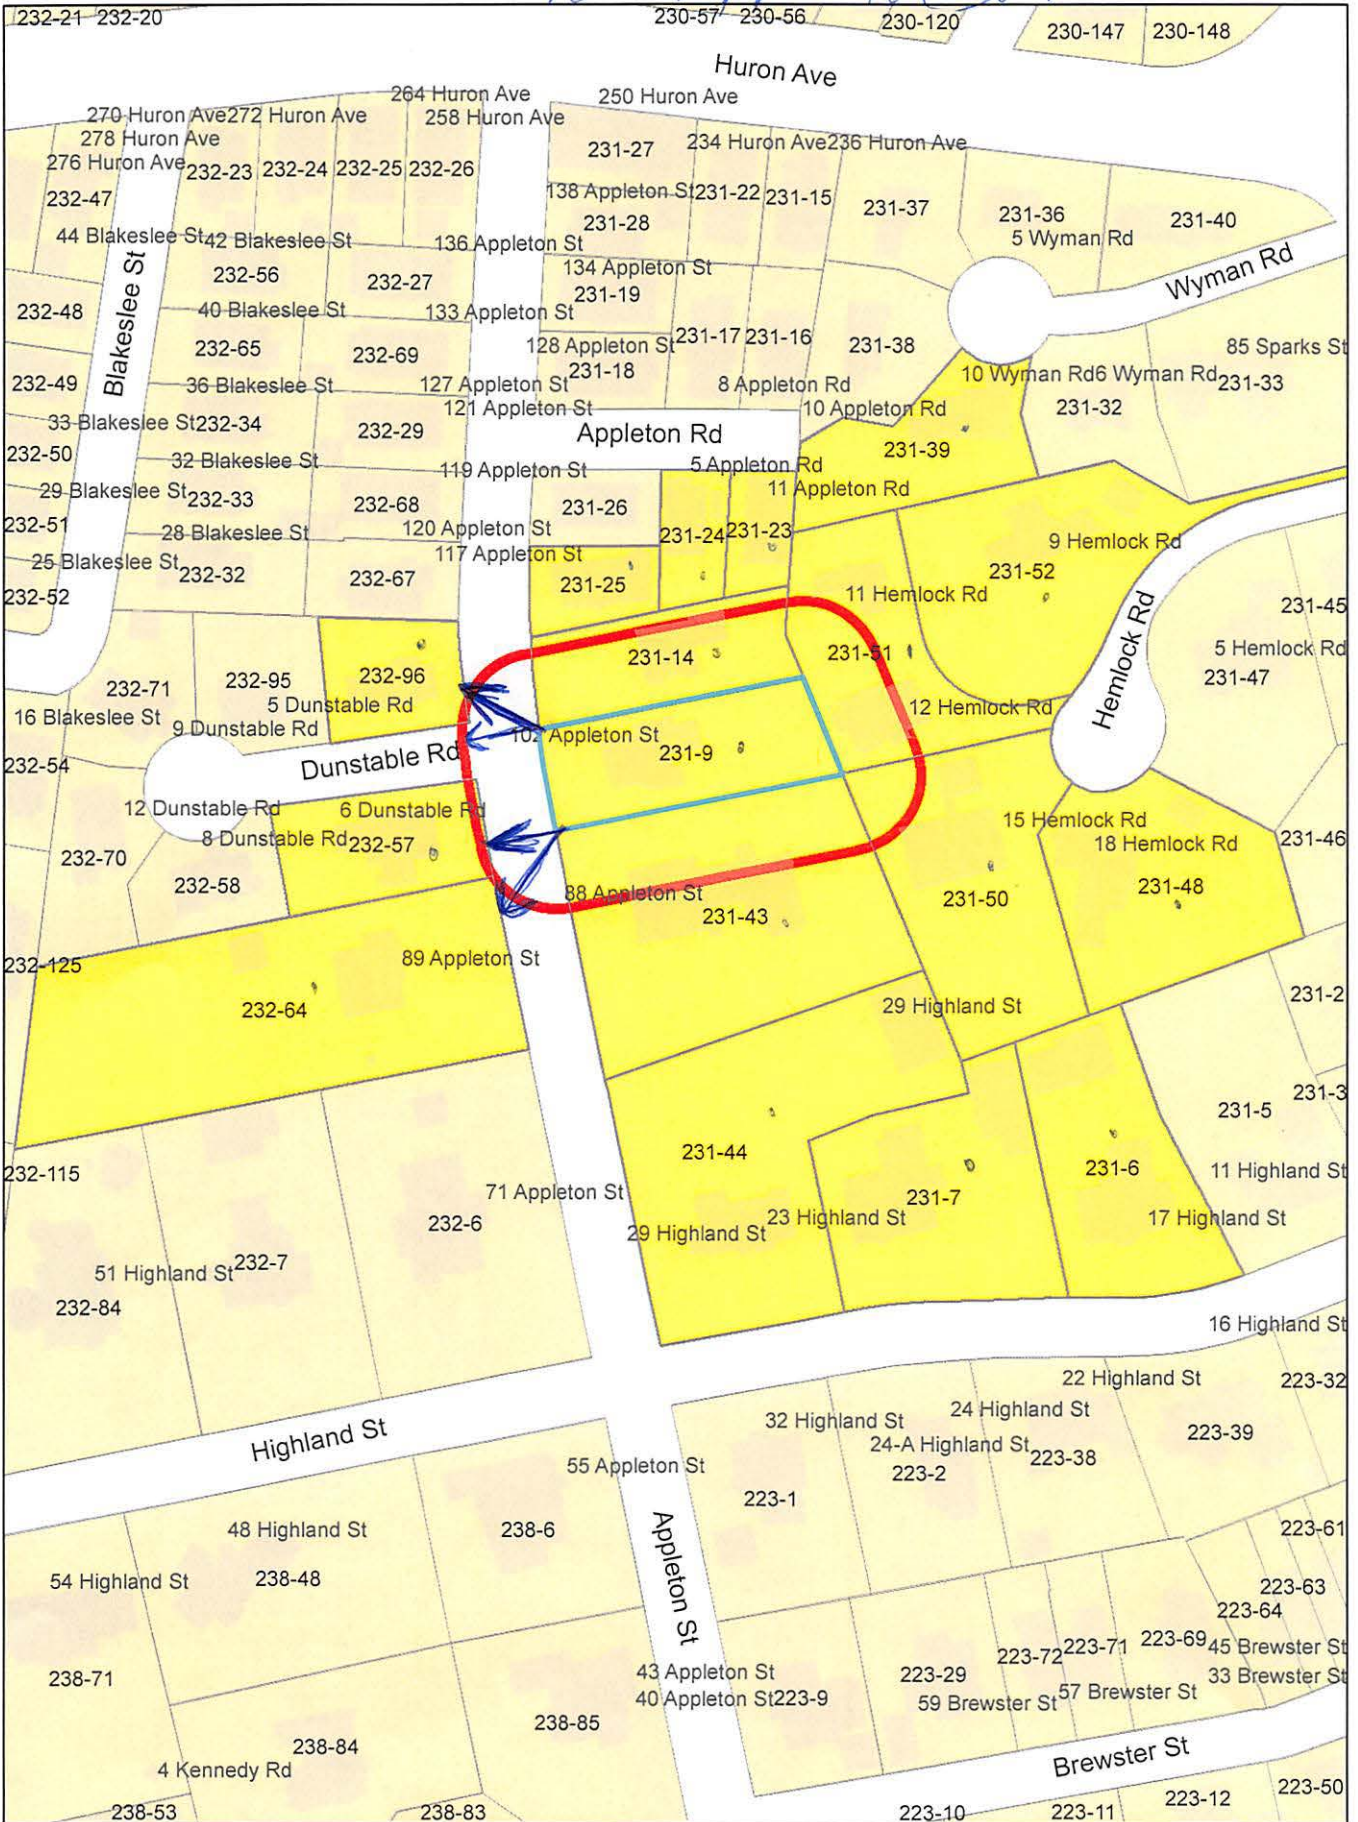 232-21 232-20 230-57 230-56 230-120
230-147 230-148
Huron Ave
264 Huron Ave 250 Huron Ave
270 Huron Ave 272 Huron Ave 258 Huron Ave
278 Huron Ave
276 Huron Ave
234 Huron Ave 236 Huron Ave
231-27
232-47 232-23 232-24 232-25 232-26
138 Appleton St 231-22 231-15 231-37 231-36 231-40
231-28
5 Wyman Rd
44 Blakeslee St 42 Blakeslee St 136 Appleton St
Wyman Rd
232-56 232-27 134 Appleton St
231-19
Blakeslee St
232-48 40 Blakeslee St 133 Appleton St
232-65 232-69 128 Appleton St 231-17 231-16 231-38 85 Sparks St
231-18
232-49 36 Blakeslee St 127 Appleton St 8 Appleton Rd 10 Wyman Rd 6 Wyman Rd 231-33
121 Appleton St 10 Appleton Rd 231-32
33 Blakeslee St 232-34 232-29 Appleton Rd
232-50 32 Blakeslee St 119 Appleton St 5 Appleton Rd 231-39
29 Blakeslee St 232-33 232-68 231-26 11 Appleton Rd
232-51 28 Blakeslee St 120 Appleton St 231-24 231-23
117 Appleton St 9 Hemlock Rd
25 Blakeslee St 232-32 232-67 231-25 231-52
232-52 11 Hemlock Rd 231-45
Hemlock Rd
232-71 232-95 232-96 231-14 231-51 5 Hemlock Rd
231-47
16 Blakeslee St 5 Dunstable Rd 12 Hemlock Rd
9 Dunstable Rd 102 Appleton St
232-54 Dunstable Rd 231-9
12 Dunstable Rd 6 Dunstable Rd 15 Hemlock Rd
8 Dunstable Rd 232-57 18 Hemlock Rd 231-46
232-70 232-58 88 Appleton St 231-43 231-50 231-48
232-125 89 Appleton St
232-64 29 Highland St 231-2
231-5 231-3
232-115 231-44 231-6 11 Highland St
71 Appleton St 231-7
232-6 29 Highland St 23 Highland St 17 Highland St
51 Highland St 232-7
232-84
16 Highland St
22 Highland St 223-32
Highland St 32 Highland St 24 Highland St 223-39
24-A Highland St 223-38
55 Appleton St 223-2
223-1
48 Highland St 238-6 223-61
54 Highland St 238-48 Appleton St 223-63
223-64
238-71 43 Appleton St 223-29 223-72 223-71 223-69 45 Brewster St
40 Appleton St 223-9 59 Brewster St 57 Brewster St 33 Brewster St
238-84 238-85
4 Kennedy Rd Brewster St
238-53 238-83 223-10 223-11 223-12 223-50